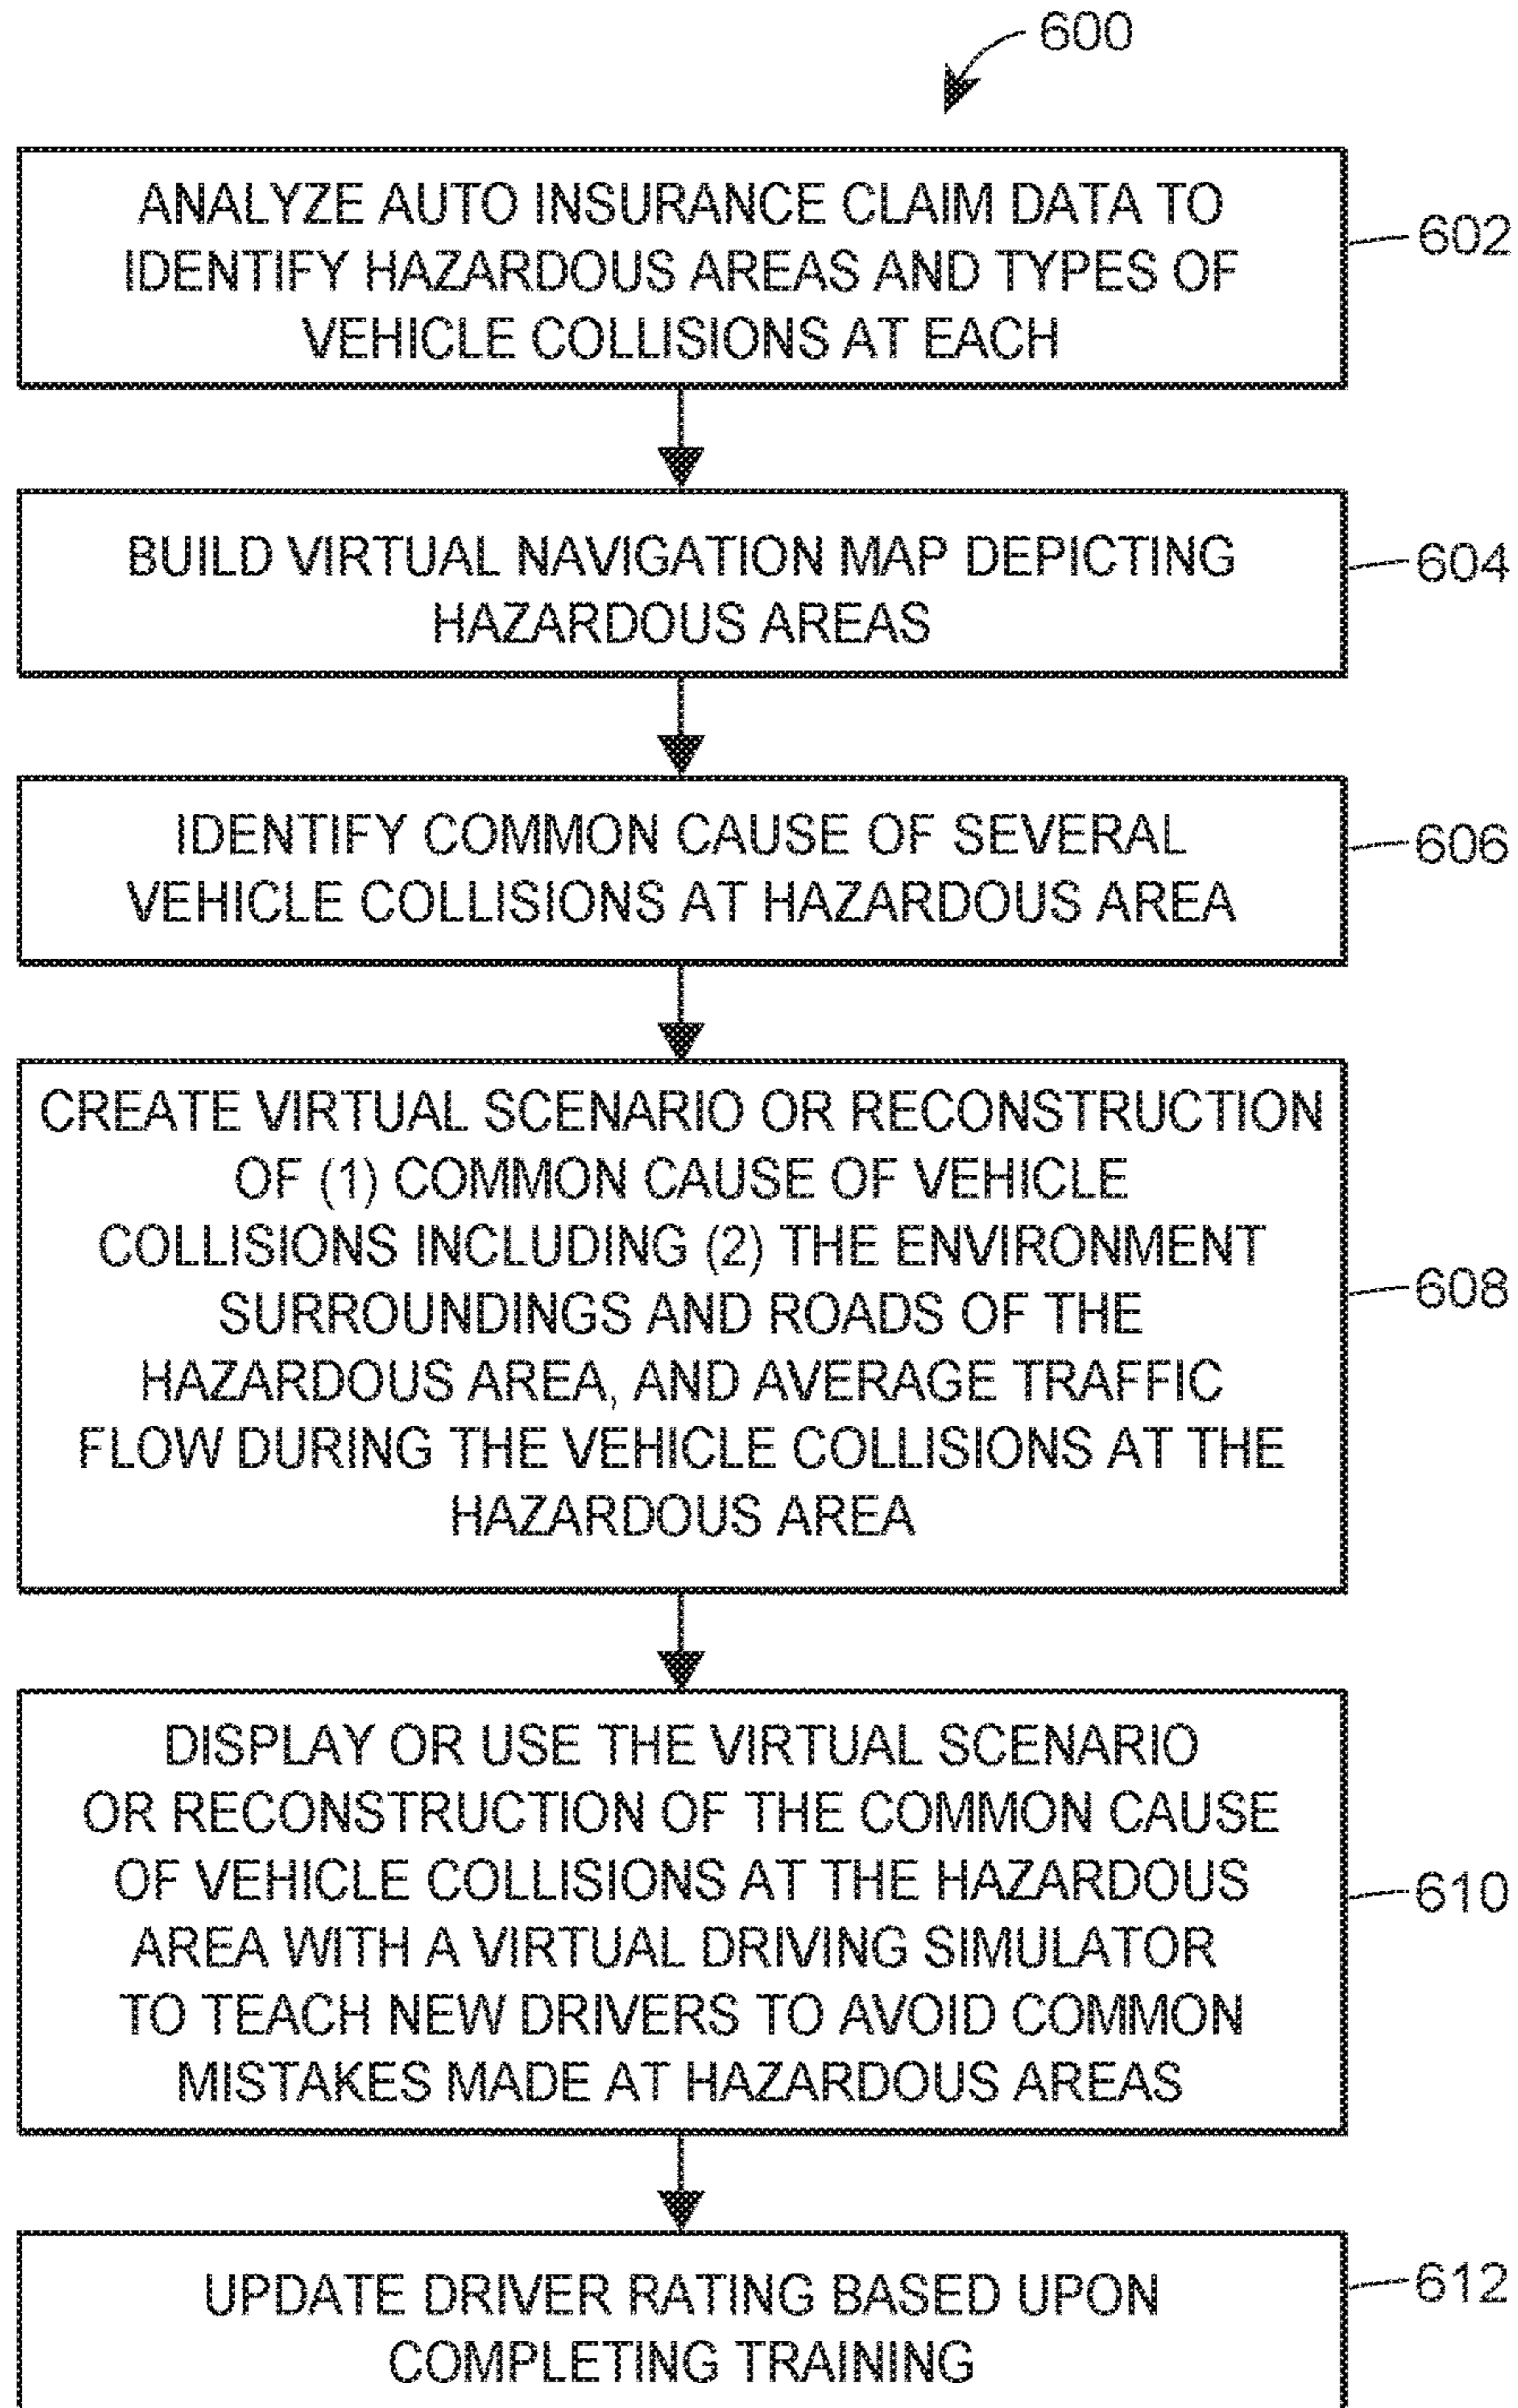 600
ANALYZE AUTO INSURANCE CLAIM DATA TO
IDENTIFY HAZARDOUS AREAS AND TYPES OF
VEHICLE COLLISIONS AT EACH
602
BUILD VIRTUAL NAVIGATION MAP DEPICTING
HAZARDOUS AREAS
604
IDENTIFY COMMON CAUSE OF SEVERAL
VEHICLE COLLISIONS AT HAZARDOUS AREA
606
CREATE VIRTUAL SCENARIO OR RECONSTRUCTION
OF (1) COMMON CAUSE OF VEHICLE
COLLISIONS INCLUDING (2) THE ENVIRONMENT
SURROUNDINGS AND ROADS OF THE
HAZARDOUS AREA, AND AVERAGE TRAFFIC
FLOW DURING THE VEHICLE COLLISIONS AT THE
HAZARDOUS AREA
608
DISPLAY OR USE THE VIRTUAL SCENARIO
OR RECONSTRUCTION OF THE COMMON CAUSE
OF VEHICLE COLLISIONS AT THE HAZARDOUS
AREA WITH A VIRTUAL DRIVING SIMULATOR
TO TEACH NEW DRIVERS TO AVOID COMMON
MISTAKES MADE AT HAZARDOUS AREAS
610
UPDATE DRIVER RATING BASED UPON
COMPLETING TRAINING
612